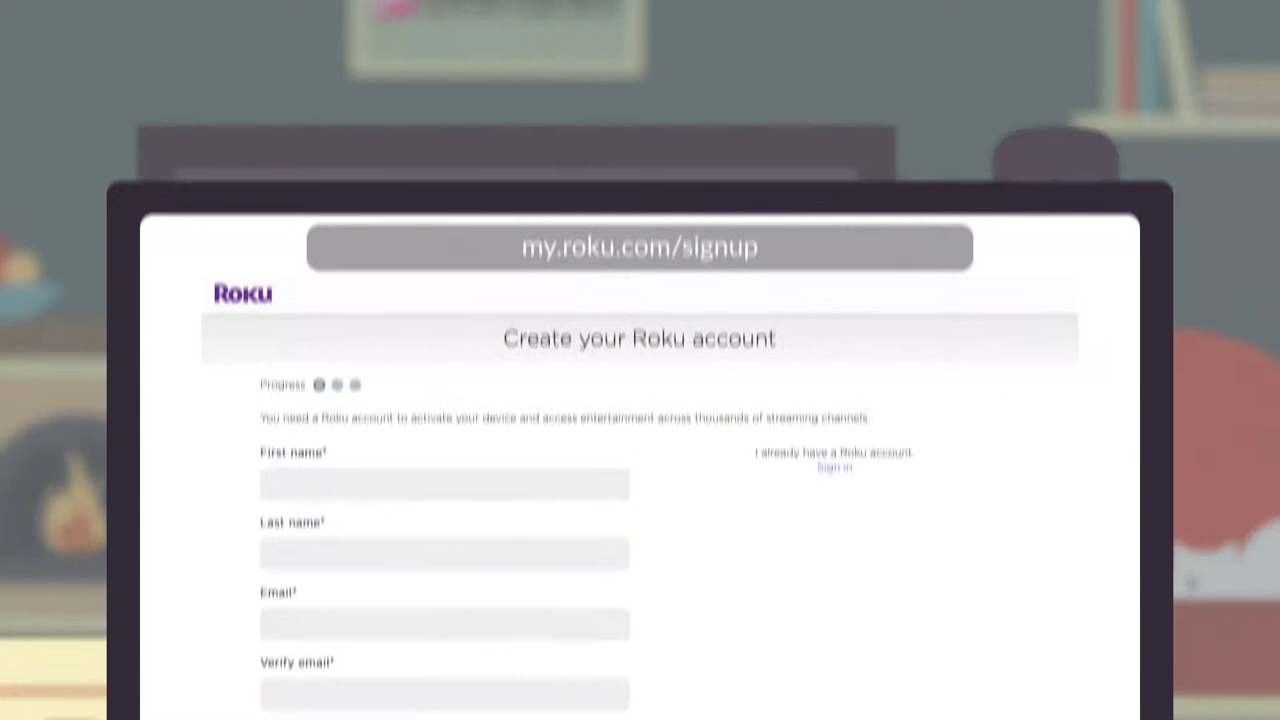 my.roku.com/signup
Roku
Create your Roku account
Progress
You need a Roku account to activate your device and access entertainment across thousands of streaming channels.
First name*
I already have a Roku account.
Sign in
Last name*
Email*
Verify email*